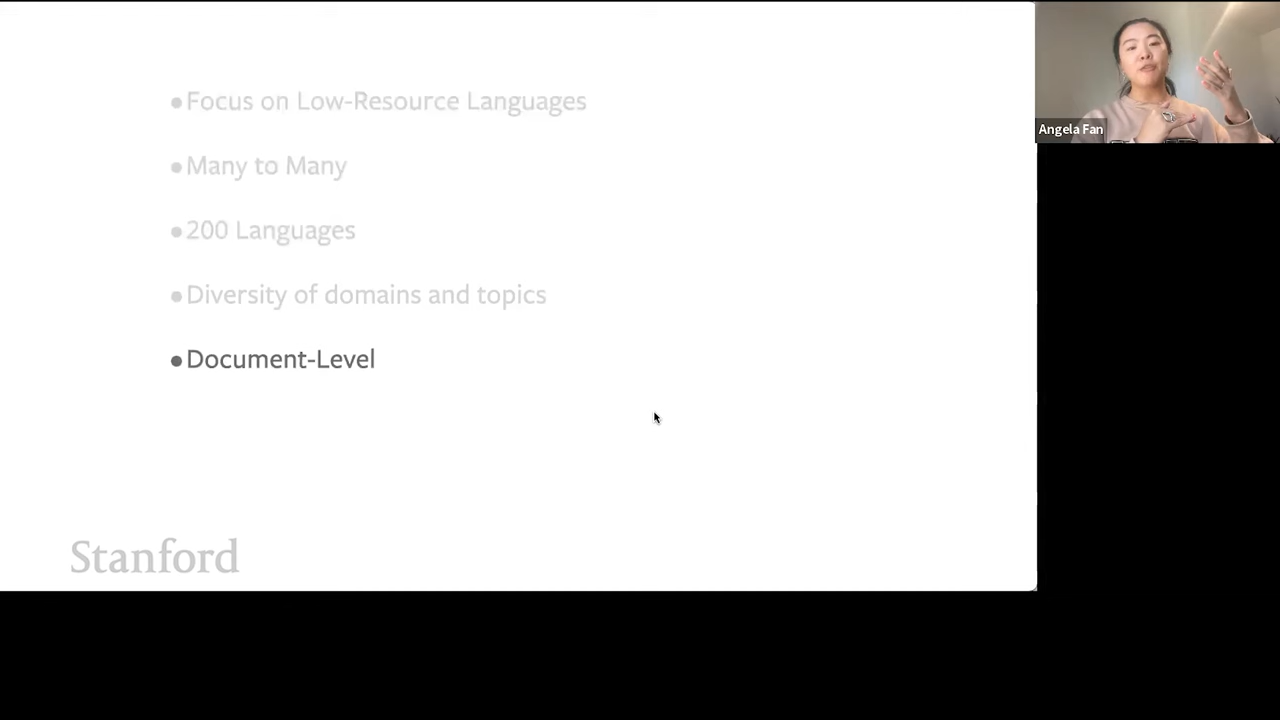 •Focus on Low-Resource Languages
•Many to Many
•200 Languages
•Diversity of domains and topics
•Document-Level
Stanford
Angela Fan